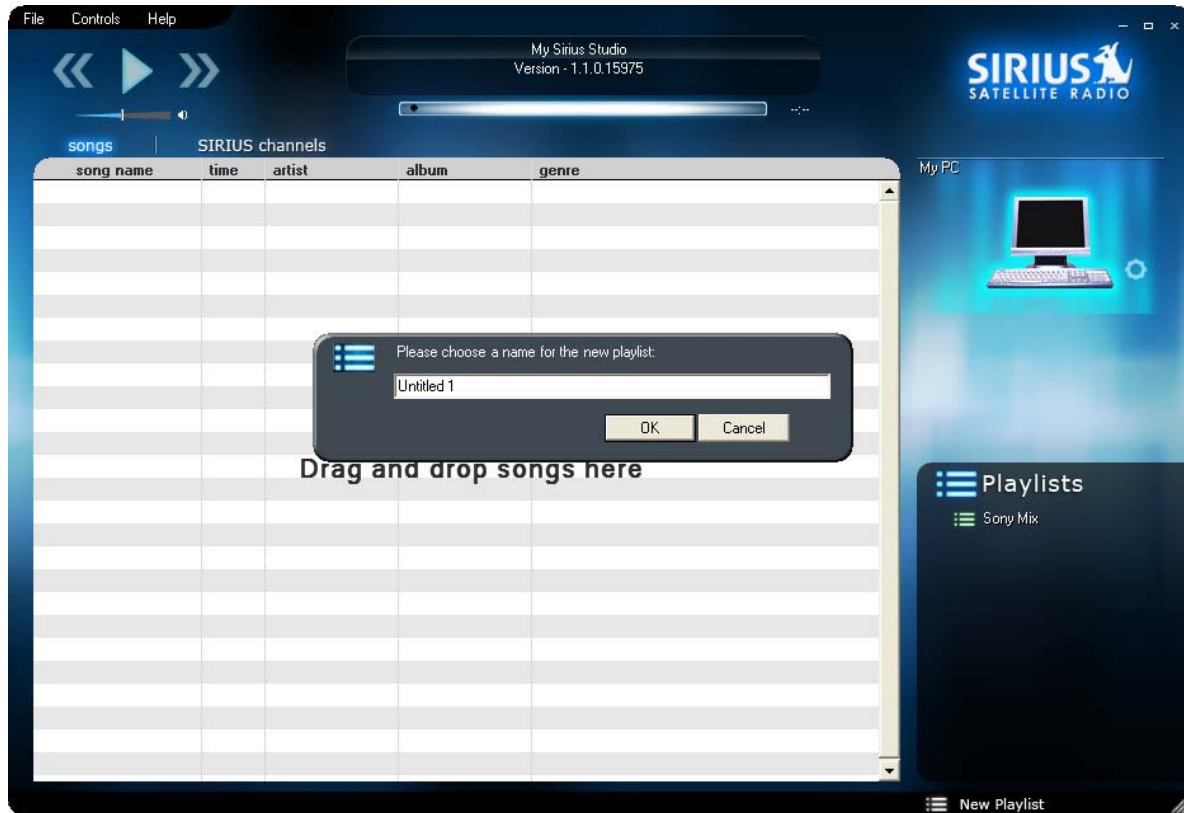 File Controls Help
My Sirius Studio
Version - 1.1.0.15975
SIRIUS
SATELLITE RADIO
--:--
songs SIRIUS channels
song name time artist album genre
My PC
Please choose a name for the new playlist:
Untitled 1
OK Cancel
Drag and drop songs here
Playlists
Sony Mix
New Playlist